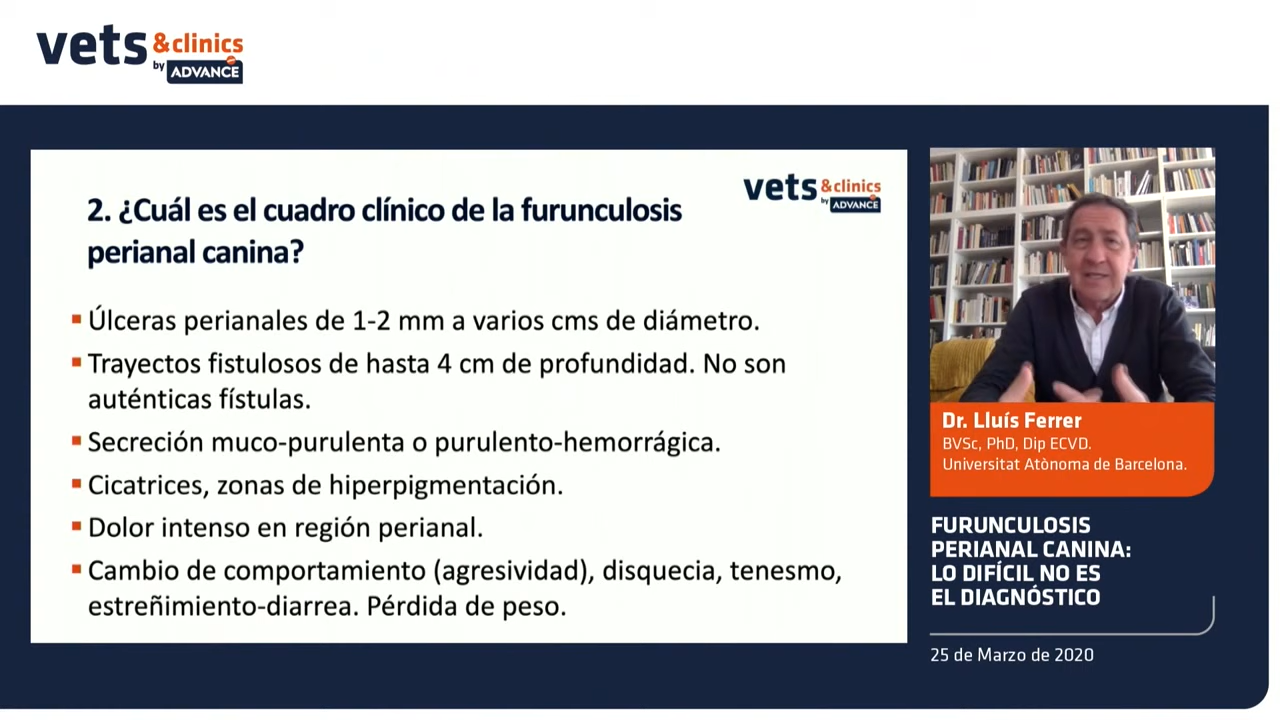 vets &clinics
by ADVANCE
vets &clinics
by ADVANCE
2. ¿Cuál es el cuadro clínico de la furunculosis
perianal canina?
Úlceras perianales de 1-2 mm a varios cms de diámetro.
Trayectos fistulosos de hasta 4 cm de profundidad. No son
auténticas fístulas.
Secreción muco-purulenta o purulento-hemorrágica.
Cicatrices, zonas de hiperpigmentación.
Dolor intenso en región perianal.
Cambio de comportamiento (agresividad), disquecia, tenesmo,
estreñimiento-diarrea. Pérdida de peso.
Dr. Lluís Ferrer
BVSc, PhD, Dip ECVD.
Universitat Atònoma de Barcelona.
FURUNCULOSIS
PERIANAL CANINA:
LO DIFÍCIL NO ES
EL DIAGNÓSTICO
25 de Marzo de 2020